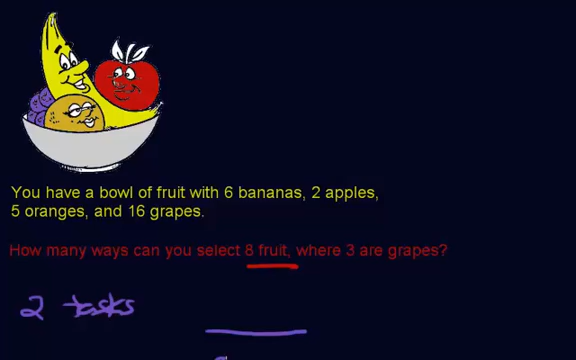 You have a bowl of fruit with 6 bananas, 2 apples,
5 oranges, and 16 grapes.
How many ways can you select 8 fruit, where 3 are grapes?
2 tasks